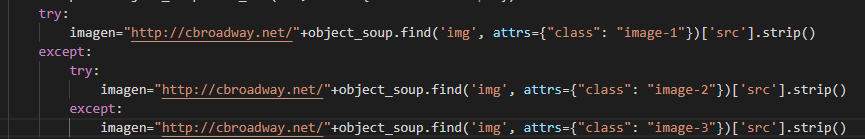 try:
imagen="http://cbroadway.net/"+object_soup.find('img', attrs={"class": "image-1"})['src'].strip()
except:
try:
imagen="http://cbroadway.net/"+object_soup.find('img', attrs={"class": "image-2"})['src'].strip()
except:
imagen="http://cbroadway.net/"+object_soup.find('img', attrs={"class": "image-3"})['src'].strip()